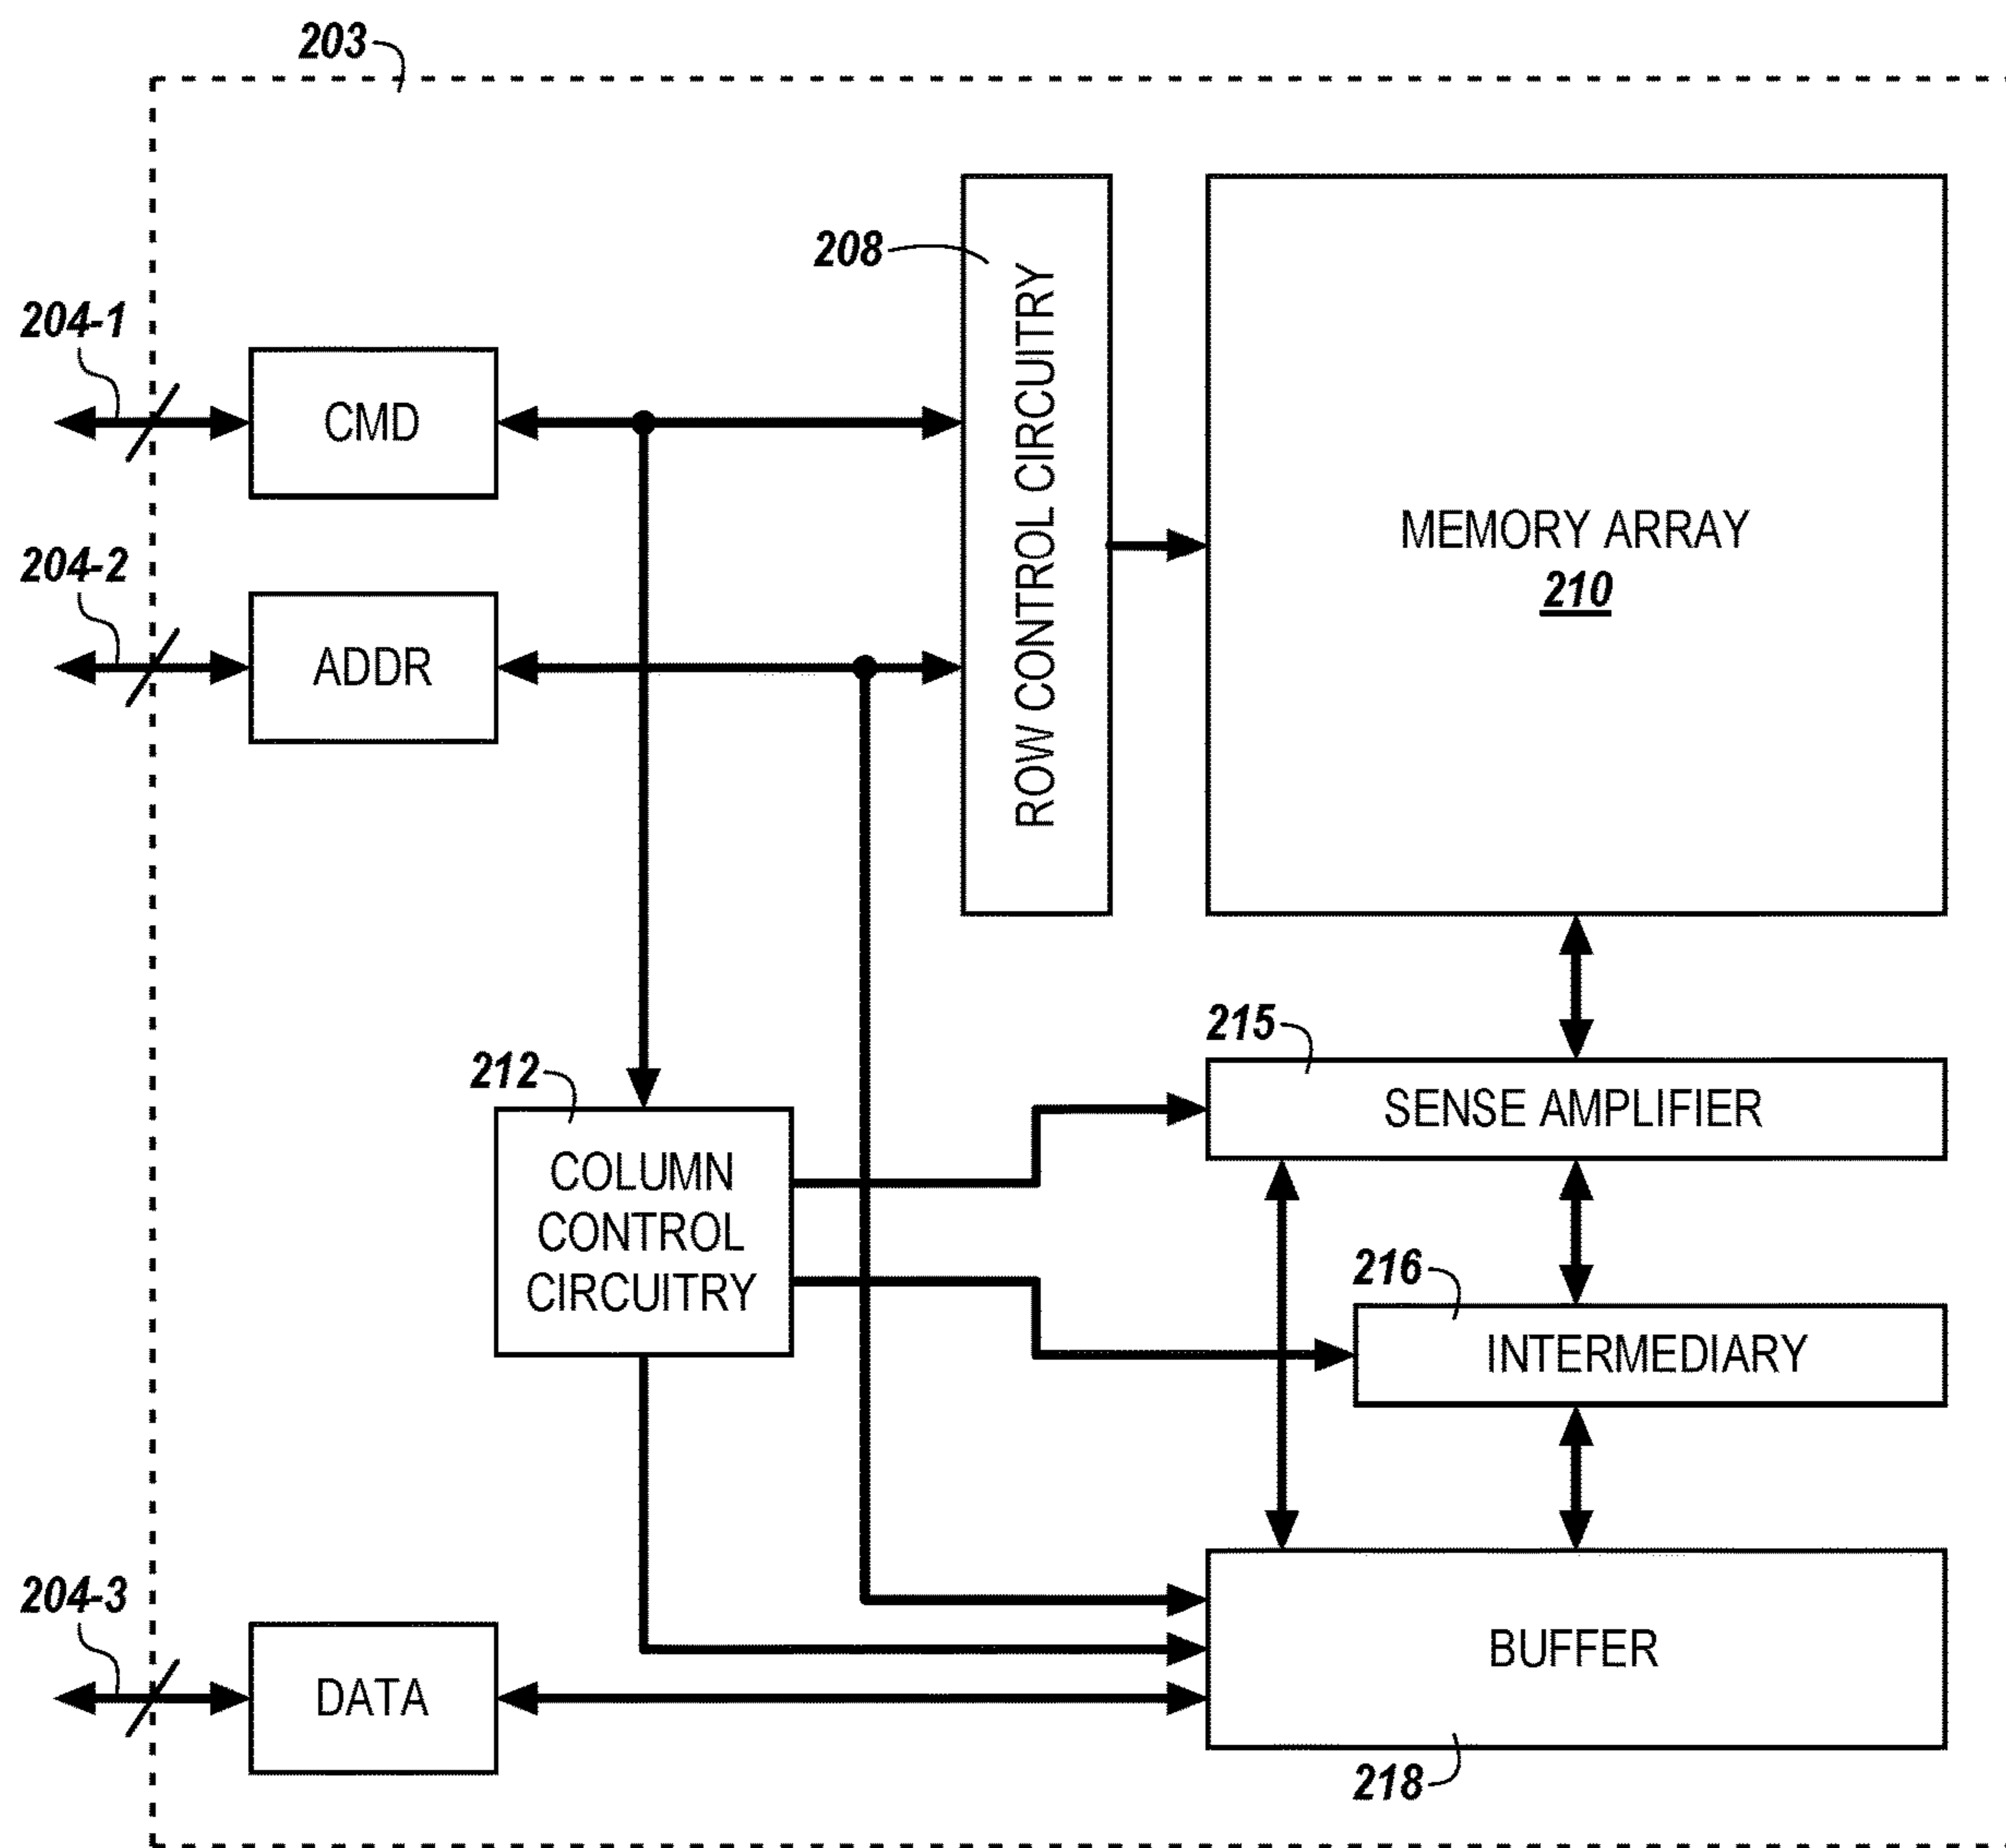 203
208
ROW CONTROL CIRCUITRY
MEMORY ARRAY
210
204-1
CMD
204-2
ADDR
215
SENSE AMPLIFIER
212
COLUMN
CONTROL
CIRCUITRY
216
INTERMEDIARY
204-3
DATA
BUFFER
218